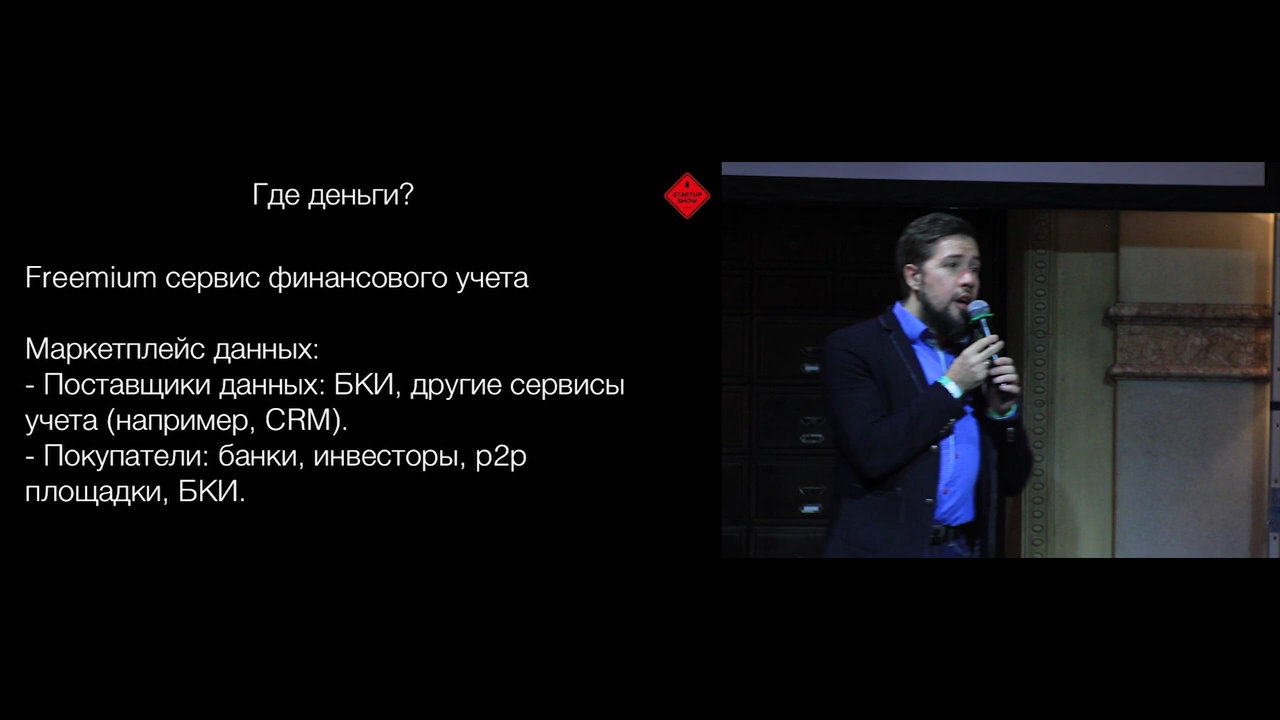 Где деньги?
Freemium сервис финансового учета
Маркетплейс данных:
- Поставщики данных: БКИ, другие сервисы
учета (например, CRM).
- Покупатели: банки, инвесторы, p2p
площадки, БКИ.
STARTUP
SHOW